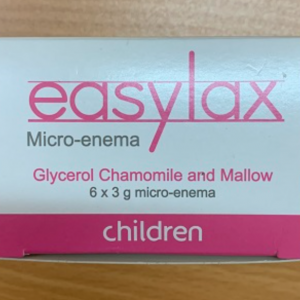 easylax
Micro-enema
Glycerol Chamomile and Mallow
6 x 3 g micro-enema
children